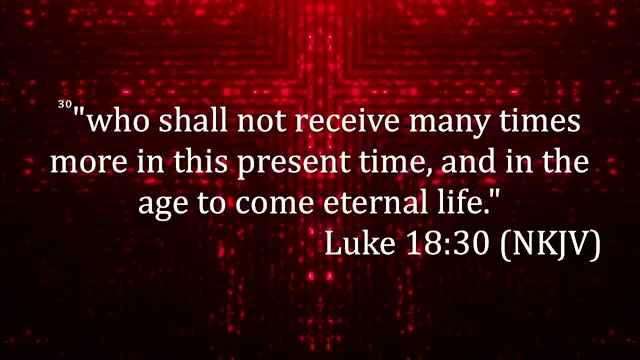 30"who shall not receive many times
more in this present time, and in the
age to come eternal life."
Luke 18:30 (NKJV)